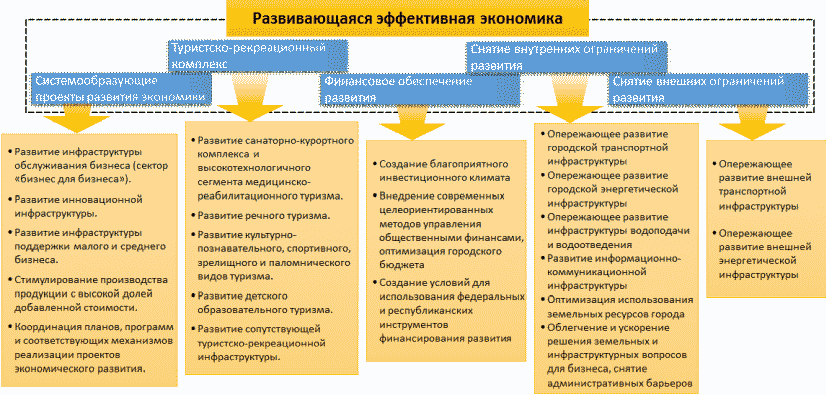 Развивающаяся эффективная экономика
Туристско-рекреационный
комплекс
Снятие внутренних ограничений
развития
Системообразующие
проекты развития экономики
Финансовое обеспечение
развития
Снятие внешних ограничений
развития
• Развитие инфраструктуры
обслуживания бизнеса (сектор
«бизнес для бизнеса»).
• Развитие инновационной
инфраструктуры.
• Развитие инфраструктуры
поддержки малого и среднего
бизнеса.
• Стимулирование производства
продукции с высокой долей
добавленной стоимости.
• Координация планов, программ
и соответствующих механизмов
реализации проектов
экономического развития.
• Развитие санаторно-курортного
комплекса и
высокотехнологичного
сегмента медицинско-
реабилитационного туризма.
• Развитие речного туризма.
• Развитие культурно-
познавательного, спортивного,
зрелищного и паломнического
видов туризма.
• Развитие детского
образовательного туризма.
• Развитие сопутствующей
туристско-рекреационной
инфраструктуры.
• Создание благоприятного
инвестиционного климата
• Внедрение современных
целеориентированных
методов управления
общественными финансами,
оптимизация городского
бюджета
• Создание условий для
использования федеральных
и республиканских
инструментов
финансирования развития
• Опережающее развитие
городской транспортной
инфраструктуры
• Опережающее развитие
городской энергетической
инфраструктуры
• Опережающее развитие
инфраструктуры водоподачи
и водоотведения
• Развитие информационно-
коммуникационной
инфраструктуры
• Оптимизация использования
земельных ресурсов города
• Облегчение и ускорение
решения земельных и
инфраструктурных вопросов
для бизнеса, снятие
административных барьеров
• Опережающее
развитие внешней
транспортной
инфраструктуры
• Опережающее
развитие внешней
энергетической
инфраструктуры